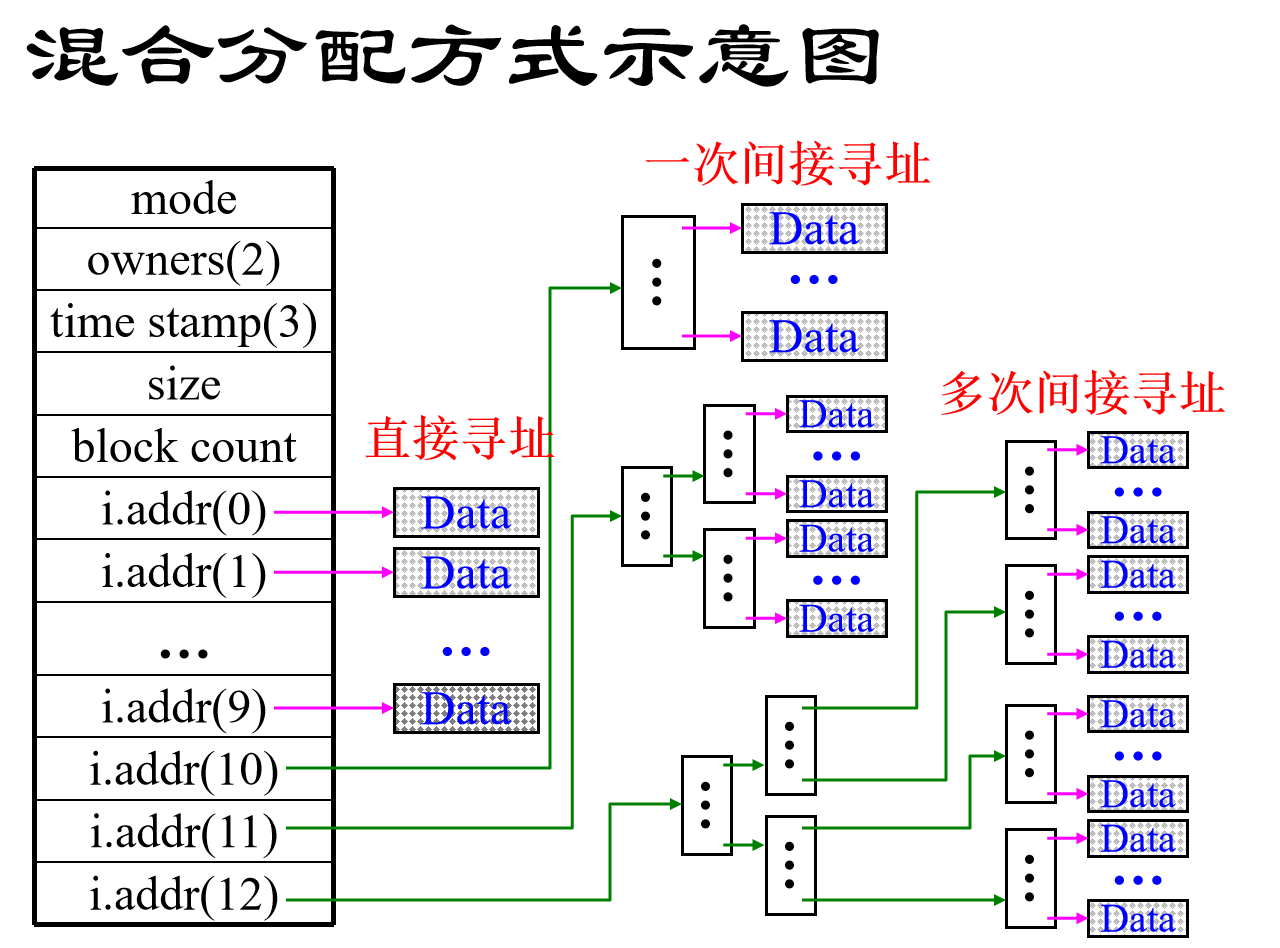 混合分配方式示意图
mode
owners(2)
time stamp(3)
size
block count
i.addr(0)
i.addr(1)
...
i.addr(9)
i.addr(10)
i.addr(11)
i.addr(12)
直接寻址
Data
Data
...
Data
一次间接寻址
Data
...
Data
Data
...
Data
Data
...
Data
多次间接寻址
Data
...
Data
Data
...
Data
Data
...
Data
Data
...
Data